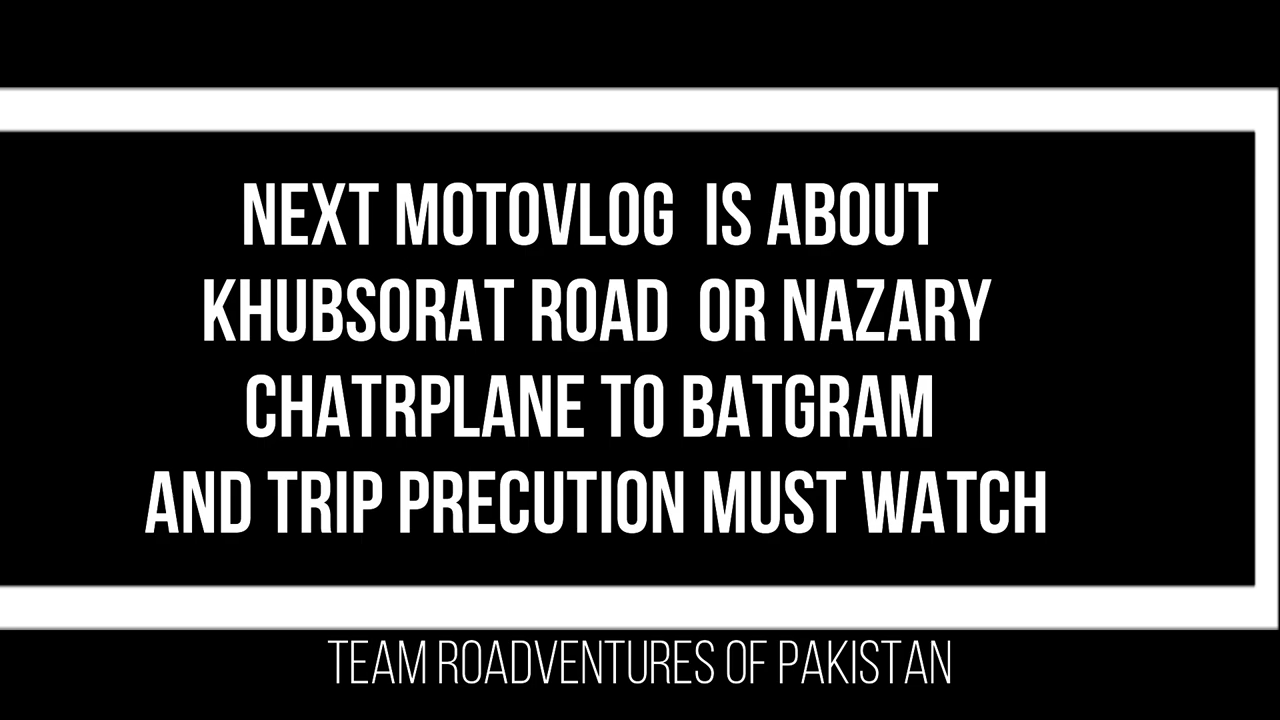 NEXT MOTOVLOG IS ABOUT
KHUBSORAT ROAD OR NAZARY
CHATRPLANE TO BATGRAM
AND TRIP PRECUTION MUST WATCH
TEAM ROADVENTURES OF PAKISTAN